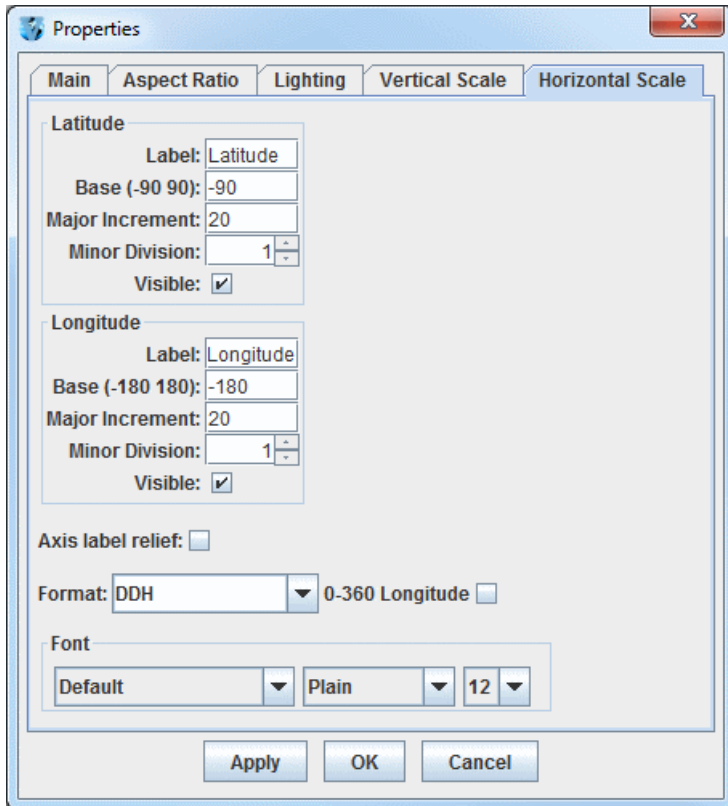 Properties
Main Aspect Ratio Lighting Vertical Scale Horizontal Scale
Latitude
Label: Latitude
Base (-90 90): -90
Major Increment: 20
Minor Division: 1
Visible:
Longitude
Label: Longitude
Base (-180 180): -180
Major Increment: 20
Minor Division: 1
Visible:
Axis label relief:
Format: DDH 0-360 Longitude
Font
Default Plain 12
Apply OK Cancel